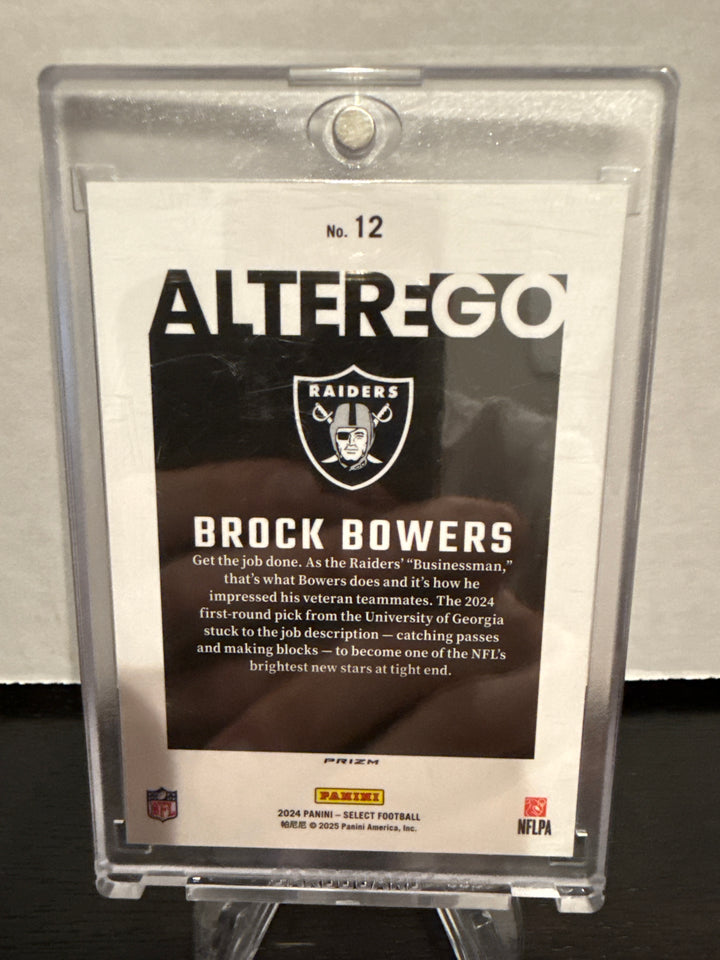 No. 12
ALTEREGO
RAIDERS
BROCK BOWERS
Get the job done. As the Raiders' “Businessman,”
that's what Bowers does and it's how he
impressed his veteran teammates. The 2024
first-round pick from the University of Georgia
stuck to the job description — catching passes
and making blocks — to become one of the NFL's
brightest new stars at tight end.
PRIZM
PANINI
NFL
2024 PANINI – SELECT FOOTBALL
帕尼尼 © 2025 Panini America, Inc.
NFLPA